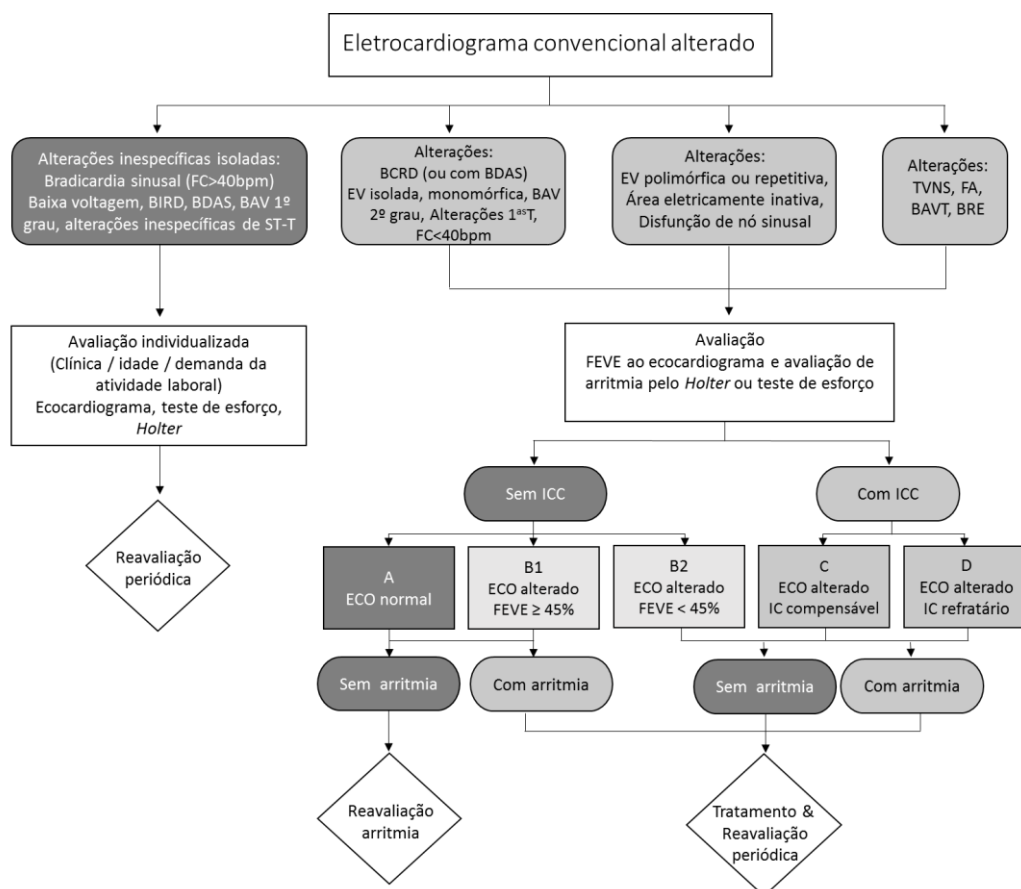 Eletrocardiograma convencional alterado
Alterações inespecíficas isoladas:
Bradicardia sinusal (FC>40bpm)
Baixa voltagem, BIRD, BDAS, BAV 1º
grau, alterações inespecíficas de ST-T
Alterações:
BCRD (ou com BDAS)
EV isolada, monomórfica, BAV
2º grau, Alterações 1ªˢT,
FC<40bpm
Alterações:
EV polimórfica ou repetitiva,
Área eletricamente inativa,
Disfunção de nó sinusal
Alterações:
TVNS, FA,
BAVT, BRE
Avaliação individualizada
(Clínica / idade / demanda da
atividade laboral)
Ecocardiograma, teste de esforço,
Holter
Avaliação
FEVE ao ecocardiograma e avaliação de
arritmia pelo Holter ou teste de esforço
Reavaliação
periódica
Sem ICC
Com ICC
A
ECO normal
B1
ECO alterado
FEVE ≥ 45%
B2
ECO alterado
FEVE < 45%
C
ECO alterado
IC compensável
D
ECO alterado
IC refratário
Sem arritmia
Com arritmia
Sem arritmia
Com arritmia
Reavaliação
arritmia
Tratamento &
Reavaliação
periódica